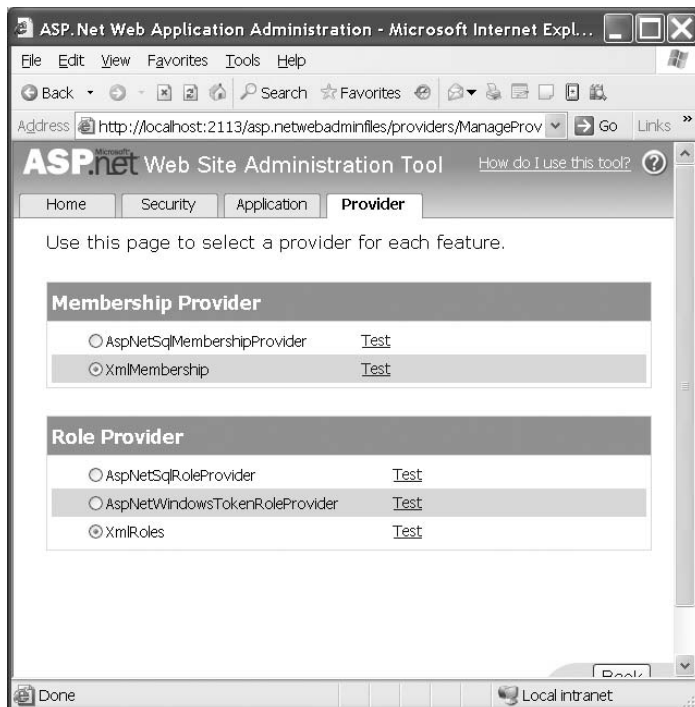 ASP.Net Web Application Administration - Microsoft Internet Expl...
File Edit View Favorites Tools Help
Back Search Favorites
Address http://localhost:2113/asp.netwebadminfiles/providers/ManageProv Go Links »
Microsoft
ASP.net Web Site Administration Tool How do I use this tool? ?
Home Security Application Provider
Use this page to select a provider for each feature.
Membership Provider
AspNetSqlMembershipProvider Test
XmlMembership Test
Role Provider
AspNetSqlRoleProvider Test
AspNetWindowsTokenRoleProvider Test
XmlRoles Test
Back
Done Local intranet